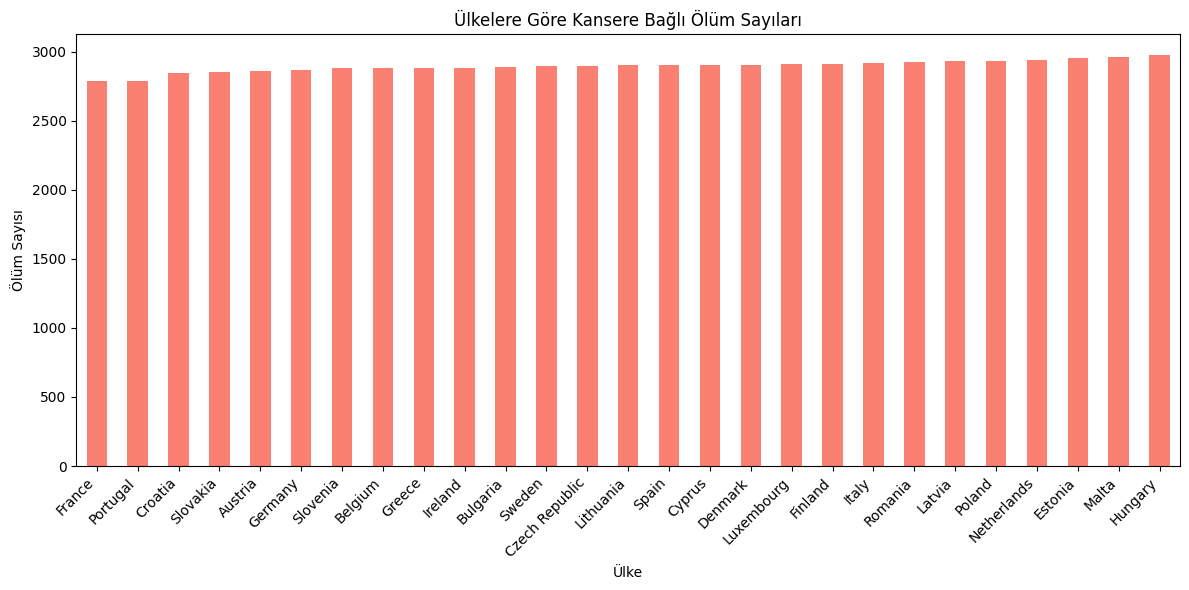 Ülkelere Göre Kansere Bağlı Ölüm Sayıları
Ölüm Sayısı
3000
2500
2000
1500
1000
500
0
France
Portugal
Croatia
Slovakia
Austria
Germany
Slovenia
Belgium
Greece
Ireland
Bulgaria
Sweden
Czech Republic
Lithuania
Spain
Cyprus
Denmark
Luxembourg
Finland
Italy
Romania
Latvia
Poland
Netherlands
Estonia
Malta
Hungary
Ülke